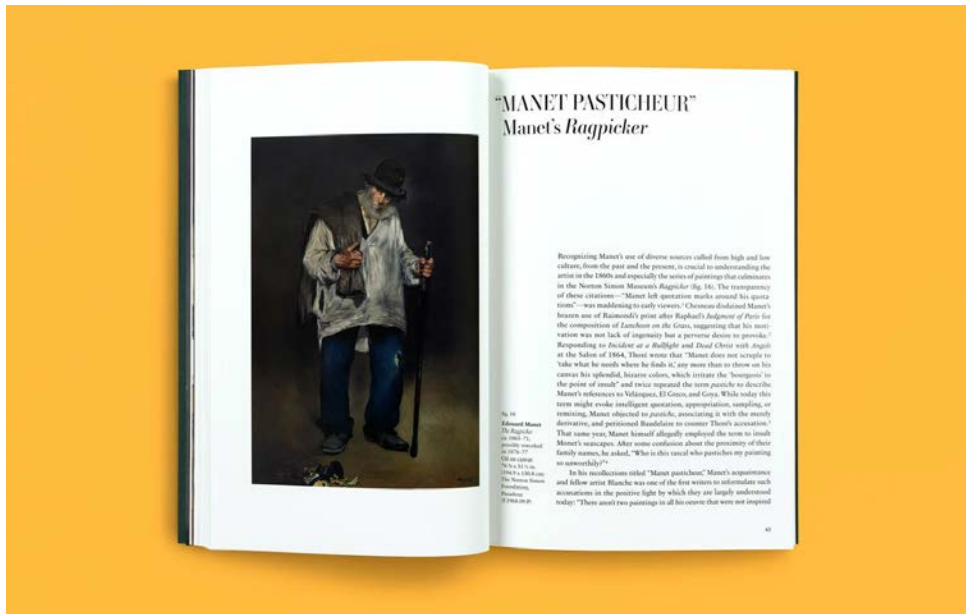 “MANET PASTICHEUR”
Manet’s Ragpicker
Recognizing Manet’s use of diverse sources culled from high and low
culture, from the past and the present, is crucial to understanding the
artist in the 1860s and especially the series of paintings that culminates
in the Norton Simon Museum’s Ragpicker (fig. 16). The transparency
of these citations—“Manet left quotation marks around his quota-
tions”—was maddening to early viewers.¹ Chesneau disdained Manet’s
brazen use of Raimondi’s print after Raphael’s Judgment of Paris for
the composition of Luncheon on the Grass, suggesting that his moti-
vation was not lack of ingenuity but a perverse desire to provoke.²
Responding to Incident at a Bullfight and Dead Christ with Angels
at the Salon of 1864, Thoré wrote that “Manet does not scruple to
‘take what he needs where he finds it,’ any more than to throw on his
canvas his splendid, bizarre colors, which irritate the ‘bourgeois’ to
the point of insult” and twice repeated the term pastiche to describe
Manet’s references to Velázquez, El Greco, and Goya. While today this
term might evoke intelligent quotation, appropriation, sampling, or
remixing, Manet objected to pastiche, associating it with the merely
derivative, and petitioned Baudelaire to counter Thoré’s accusation.³
That same year, Manet himself allegedly employed the term to insult
Monet’s seascapes. After some confusion about the proximity of their
family names, he asked, “Who is this rascal who pastiches my painting
so unworthily?”⁴
In his recollections titled “Manet pasticheur,” Manet’s acquaintance
and fellow artist Blanche was one of the first writers to reformulate such
accusations in the positive light by which they are largely understood
today: “There aren’t two paintings in all his oeuvre that were not inspired
fig. 16
Edouard Manet
The Ragpicker
ca. 1865–71;
possibly reworked
in 1876–77
Oil on canvas
The Norton Simon
Foundation,
Pasadena
63